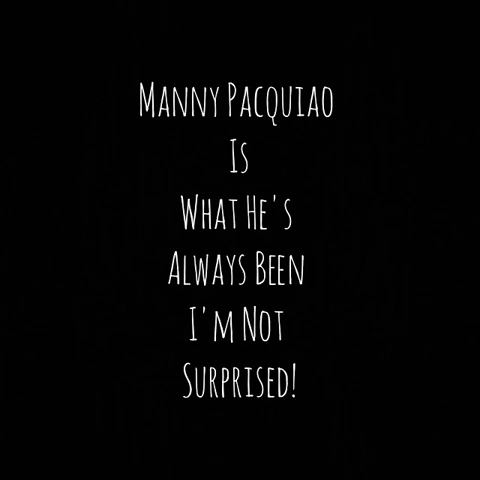 Manny Pacquiao
Is
What He's
Always Been
I'm Not
Surprised!